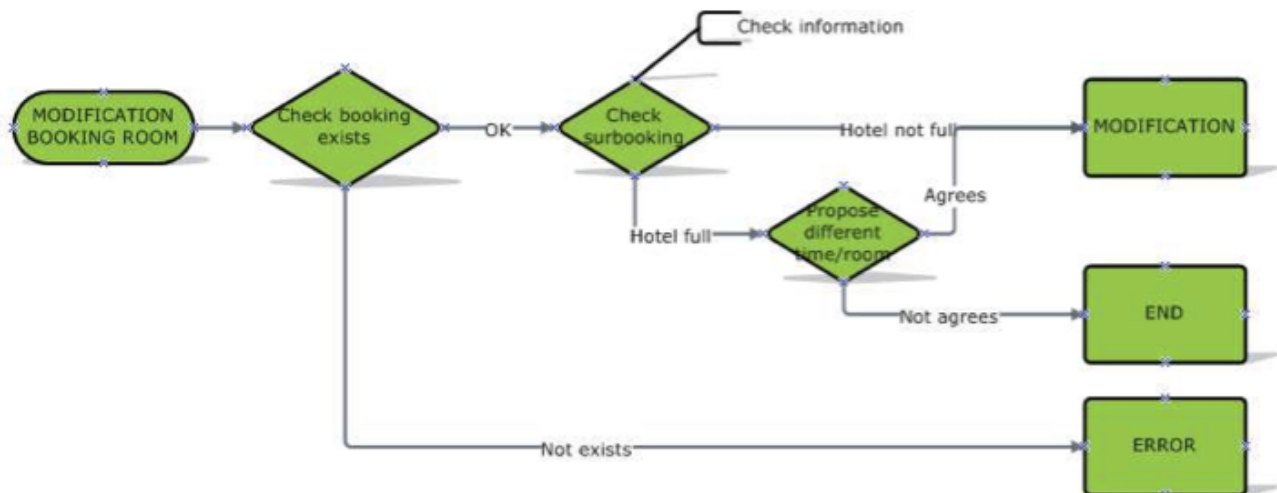 Check information
MODIFICATION
BOOKING ROOM
Check booking
exists
OK
Check
surbooking
Hotel not full
MODIFICATION
Hotel full
Propose
different
time/room
Agrees
Not agrees
END
Not exists
ERROR